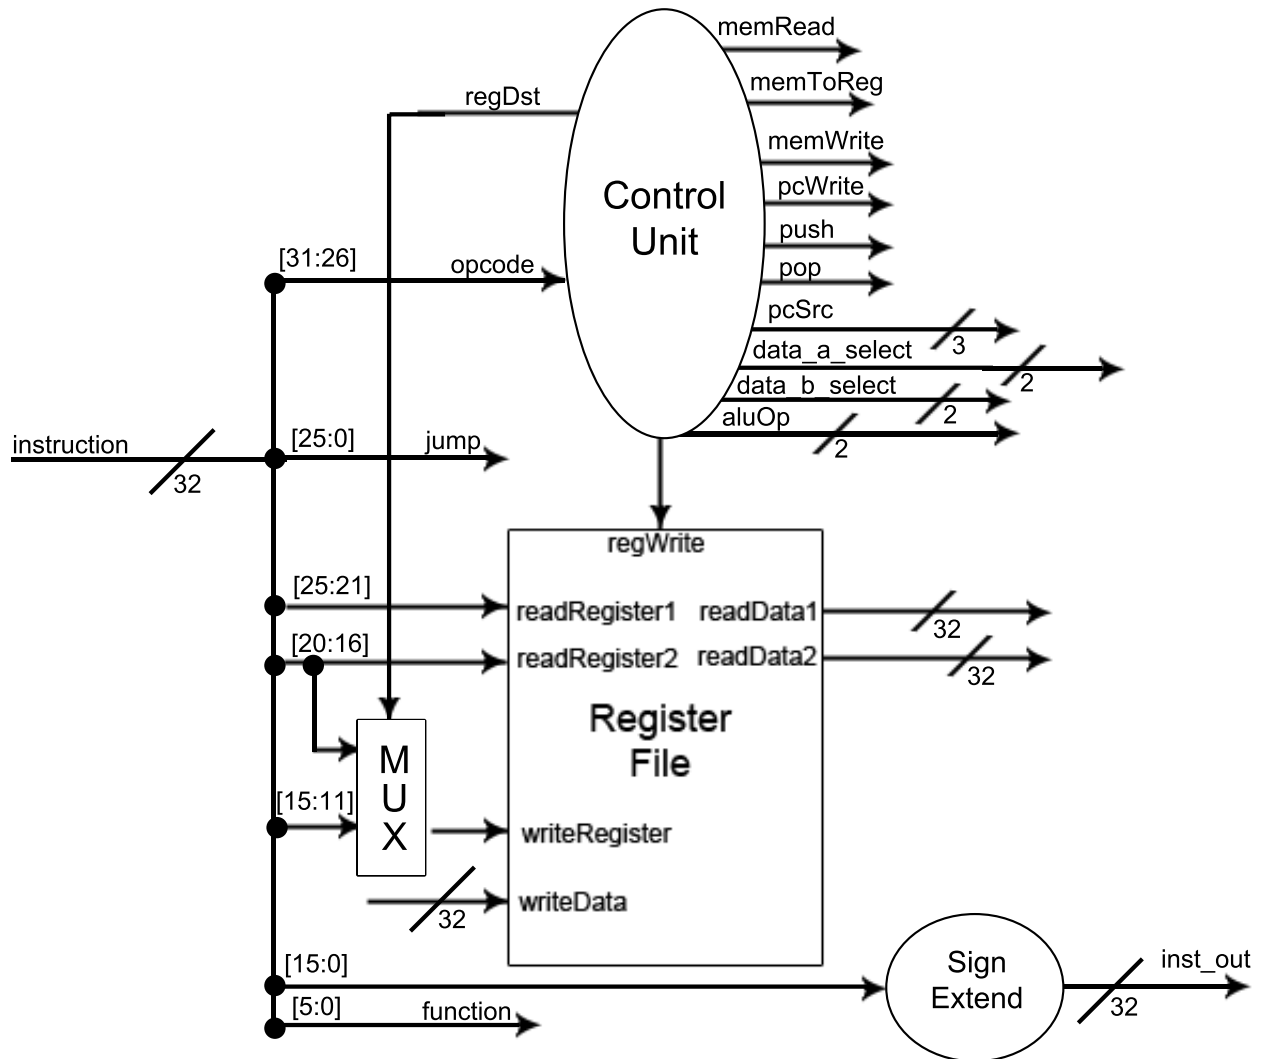 memRead
memToReg
regDst
memWrite
pcWrite
Control
Unit
push
pop
[31:26]
opcode
pcSrc
3
data_a_select
2
data_b_select
2
aluOp
2
instruction
32
[25:0]
jump
regWrite
[25:21]
readRegister1
readData1
32
[20:16]
readRegister2
readData2
32
Register
File
M
U
X
[15:11]
writeRegister
writeData
32
[15:0]
Sign
Extend
inst_out
32
[5:0]
function